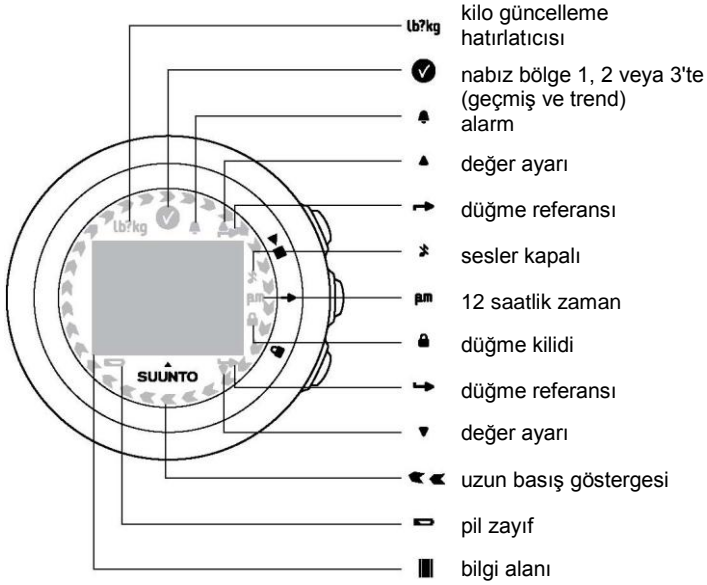 lb?kg
kilo güncelleme
hatırlatıcısı
nabız bölge 1, 2 veya 3'te
(geçmiş ve trend)
alarm
değer ayarı
düğme referansı
sesler kapalı
pm
12 saatlik zaman
düğme kilidi
düğme referansı
değer ayarı
uzun basış göstergesi
pil zayıf
bilgi alanı
lb?kg
pm
SUUNTO